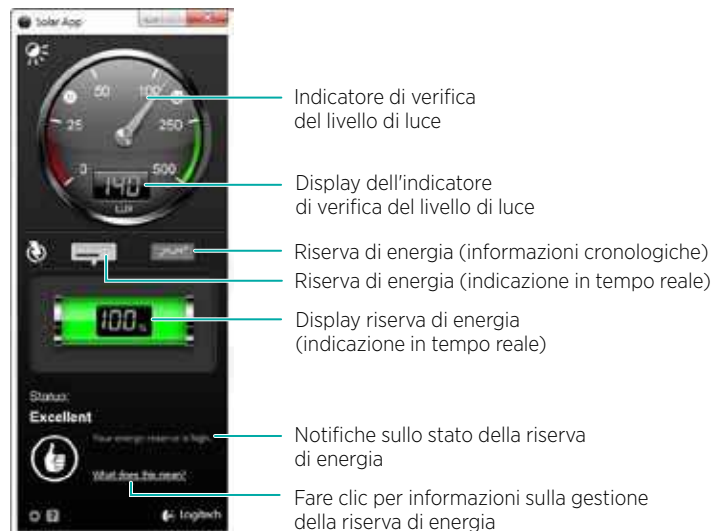 Solar App
50
100
25
250
0
500
140
LUX
Indicatore di verifica
del livello di luce
Display dell'indicatore
di verifica del livello di luce
Riserva di energia (informazioni cronologiche)
Riserva di energia (indicazione in tempo reale)
100%
Display riserva di energia
(indicazione in tempo reale)
Status:
Excellent
Your energy reserve is high.
What does this mean?
Notifiche sullo stato della riserva
di energia
Fare clic per informazioni sulla gestione
della riserva di energia
?
Logitech